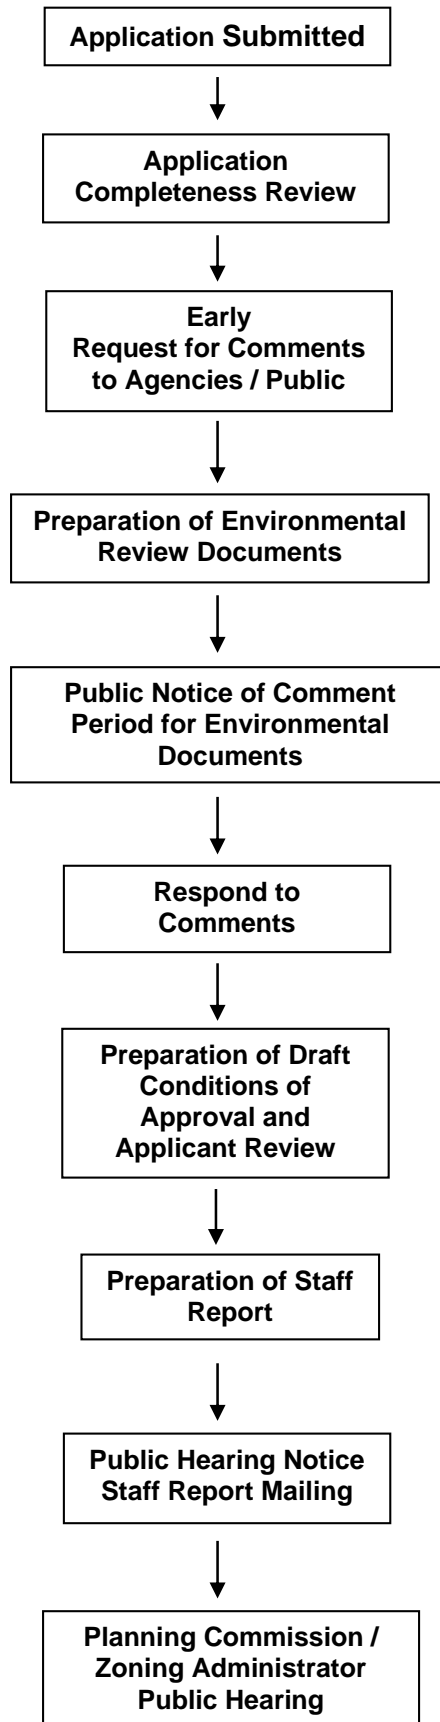 Application Submitted
Application
Completeness Review
Early
Request for Comments
to Agencies / Public
Preparation of Environmental
Review Documents
Public Notice of Comment
Period for Environmental
Documents
Respond to
Comments
Preparation of Draft
Conditions of
Approval and
Applicant Review
Preparation of Staff
Report
Public Hearing Notice
Staff Report Mailing
Planning Commission /
Zoning Administrator
Public Hearing